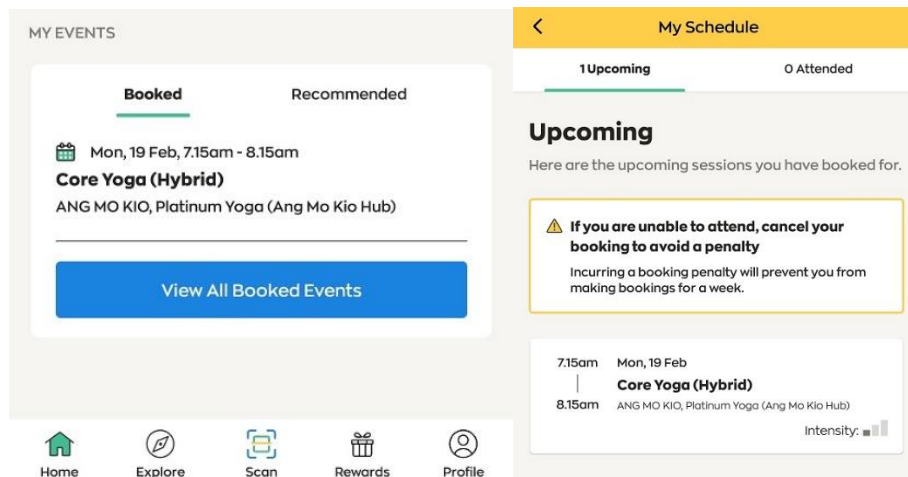 MY EVENTS
Booked
Recommended
Mon, 19 Feb, 7.15am - 8.15am
Core Yoga (Hybrid)
ANG MO KIO, Platinum Yoga (Ang Mo Kio Hub)
View All Booked Events
Home
Explore
Scan
Rewards
Profile
My Schedule
1 Upcoming
0 Attended
Upcoming
Here are the upcoming sessions you have booked for.
If you are unable to attend, cancel your
booking to avoid a penalty
Incurring a booking penalty will prevent you from
making bookings for a week.
7.15am
Mon, 19 Feb
Core Yoga (Hybrid)
8.15am
ANG MO KIO, Platinum Yoga (Ang Mo Kio Hub)
Intensity: